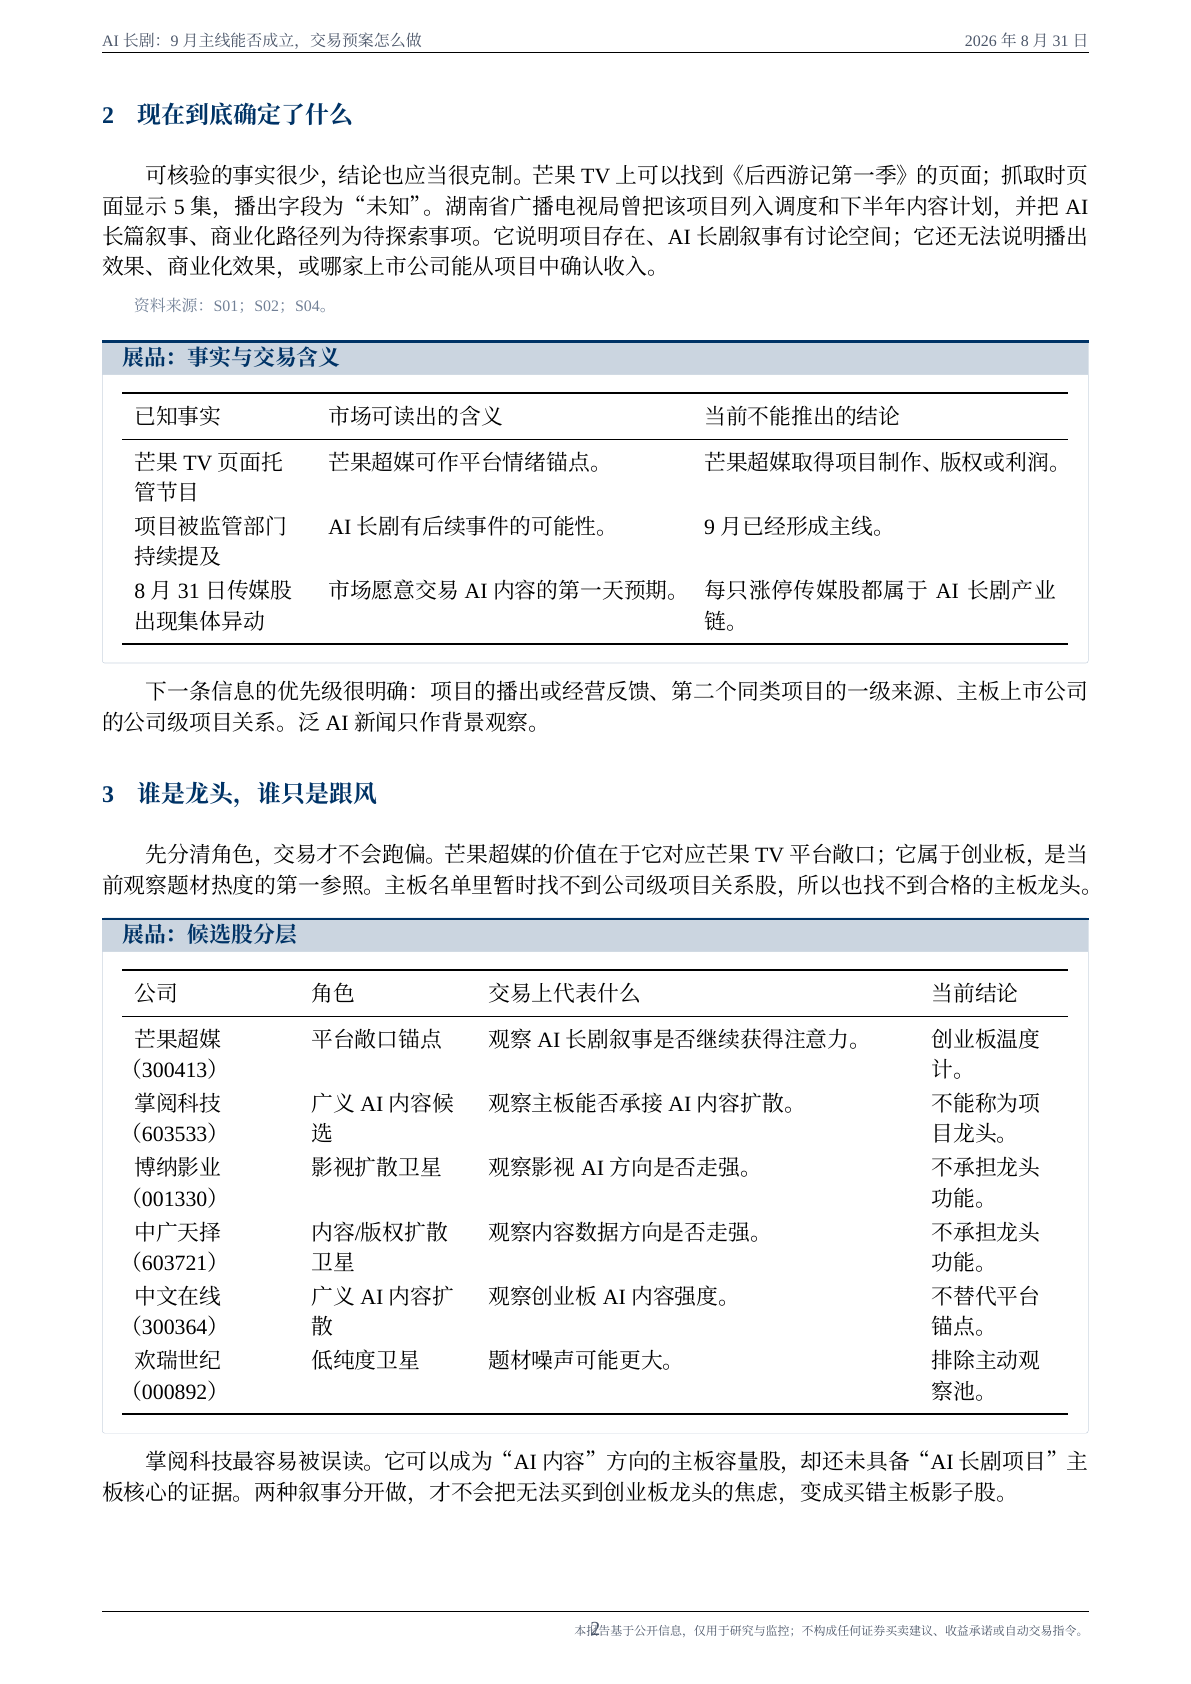 AI 长剧：9 月主线能否成立，交易预案怎么做
2026 年 8 月 31 日
2 现在到底确定了什么
可核验的事实很少，结论也应当很克制。芒果 TV 上可以找到《后西游记第一季》的页面；抓取时页
面显示 5 集，播出字段为“未知”。湖南省广播电视局曾把该项目列入调度和下半年内容计划，并把 AI
长篇叙事、商业化路径列为待探索事项。它说明项目存在、AI 长剧叙事有讨论空间；它还无法说明播出
效果、商业化效果，或哪家上市公司能从项目中确认收入。
资料来源：S01；S02；S04。
展品：事实与交易含义
已知事实 市场可读出的含义 当前不能推出的结论
芒果 TV 页面托 芒果超媒可作平台情绪锚点。 芒果超媒取得项目制作、版权或利润。
管节目
项目被监管部门 AI 长剧有后续事件的可能性。 9 月已经形成主线。
持续提及
8 月 31 日传媒股 市场愿意交易 AI 内容的第一天预期。 每只涨停传媒股都属于 AI 长剧产业
出现集体异动 链。
下一条信息的优先级很明确：项目的播出或经营反馈、第二个同类项目的一级来源、主板上市公司
的公司级项目关系。泛 AI 新闻只作背景观察。
3 谁是龙头，谁只是跟风
先分清角色，交易才不会跑偏。芒果超媒的价值在于它对应芒果 TV 平台敞口；它属于创业板，是当
前观察题材热度的第一参照。主板名单里暂时找不到公司级项目关系股，所以也找不到合格的主板龙头。
展品：候选股分层
公司 角色 交易上代表什么 当前结论
芒果超媒 平台敞口锚点 观察 AI 长剧叙事是否继续获得注意力。 创业板温度
（300413） 计。
掌阅科技 广义 AI 内容候 观察主板能否承接 AI 内容扩散。 不能称为项
（603533） 选 目龙头。
博纳影业 影视扩散卫星 观察影视 AI 方向是否走强。 不承担龙头
（001330） 功能。
中广天择 内容/版权扩散 观察内容数据方向是否走强。 不承担龙头
（603721） 卫星 功能。
中文在线 广义 AI 内容扩 观察创业板 AI 内容强度。 不替代平台
（300364） 散 锚点。
欢瑞世纪 低纯度卫星 题材噪声可能更大。 排除主动观
（000892） 察池。
掌阅科技最容易被误读。它可以成为“AI 内容”方向的主板容量股，却还未具备“AI 长剧项目”主
板核心的证据。两种叙事分开做，才不会把无法买到创业板龙头的焦虑，变成买错主板影子股。
2
本报告基于公开信息，仅用于研究与监控；不构成任何证券买卖建议、收益承诺或自动交易指令。